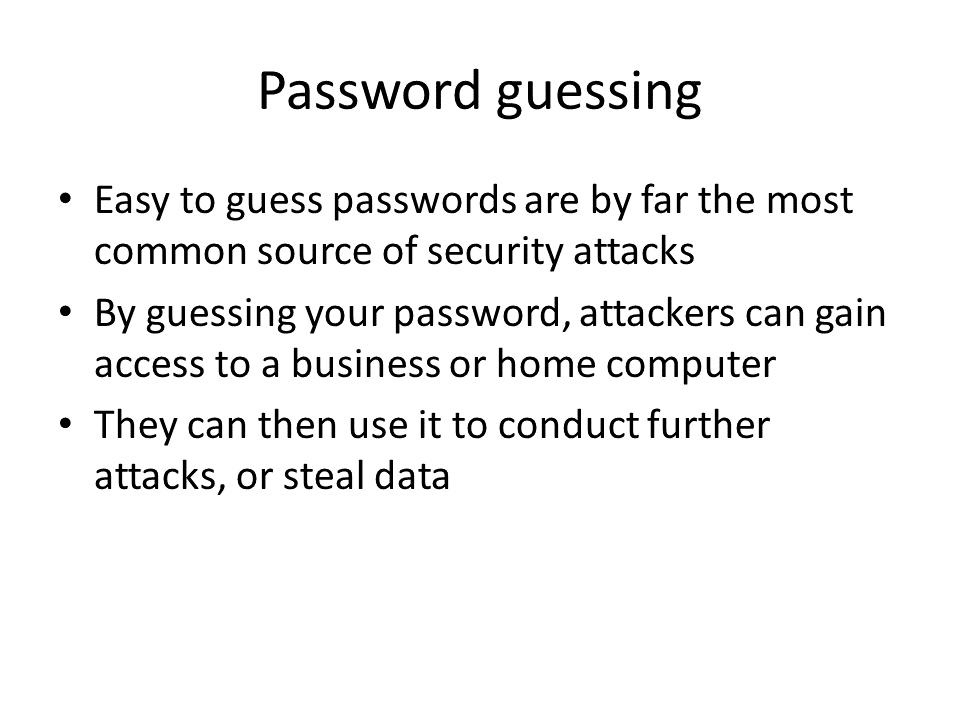 Password guessing
• Easy to guess passwords are by far the most
common source of security attacks
• By guessing your password, attackers can gain
access to a business or home computer
• They can then use it to conduct further
attacks, or steal data